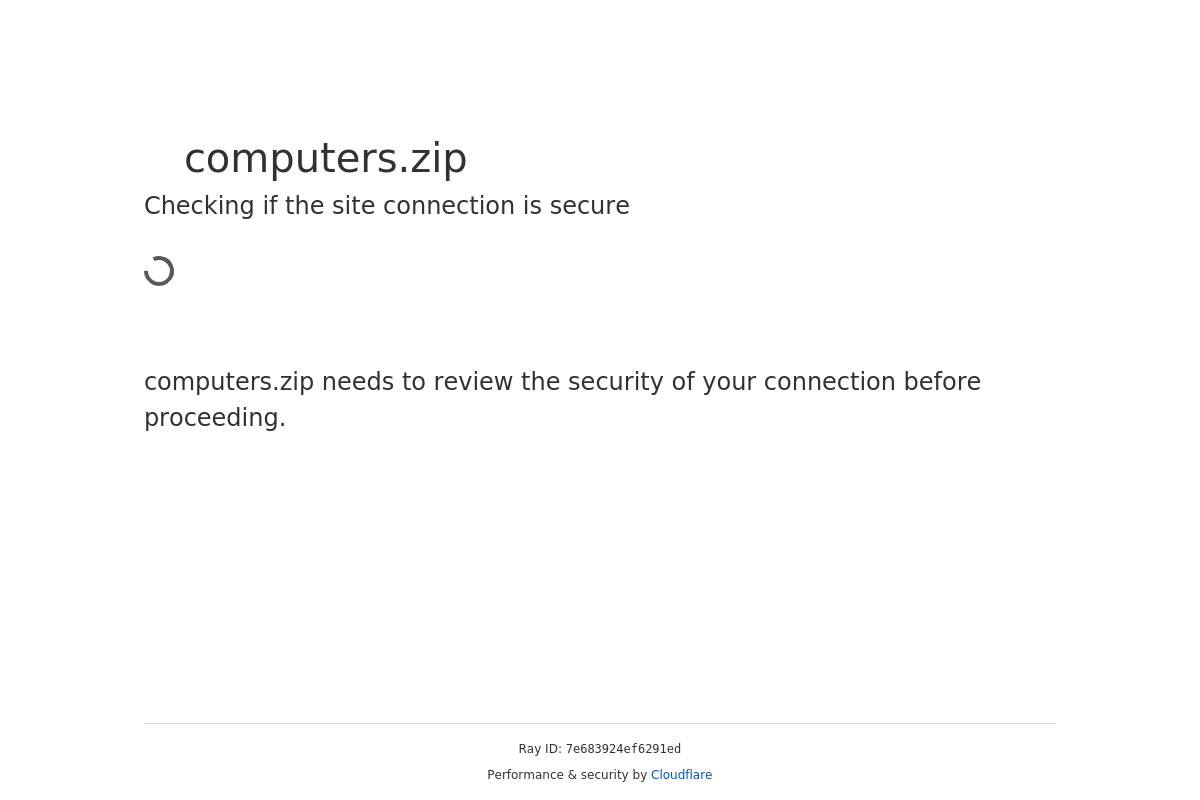 computers.zip
Checking if the site connection is secure
computers.zip needs to review the security of your connection before
proceeding.
Ray ID: 7e683924ef6291ed
Performance & security by Cloudflare